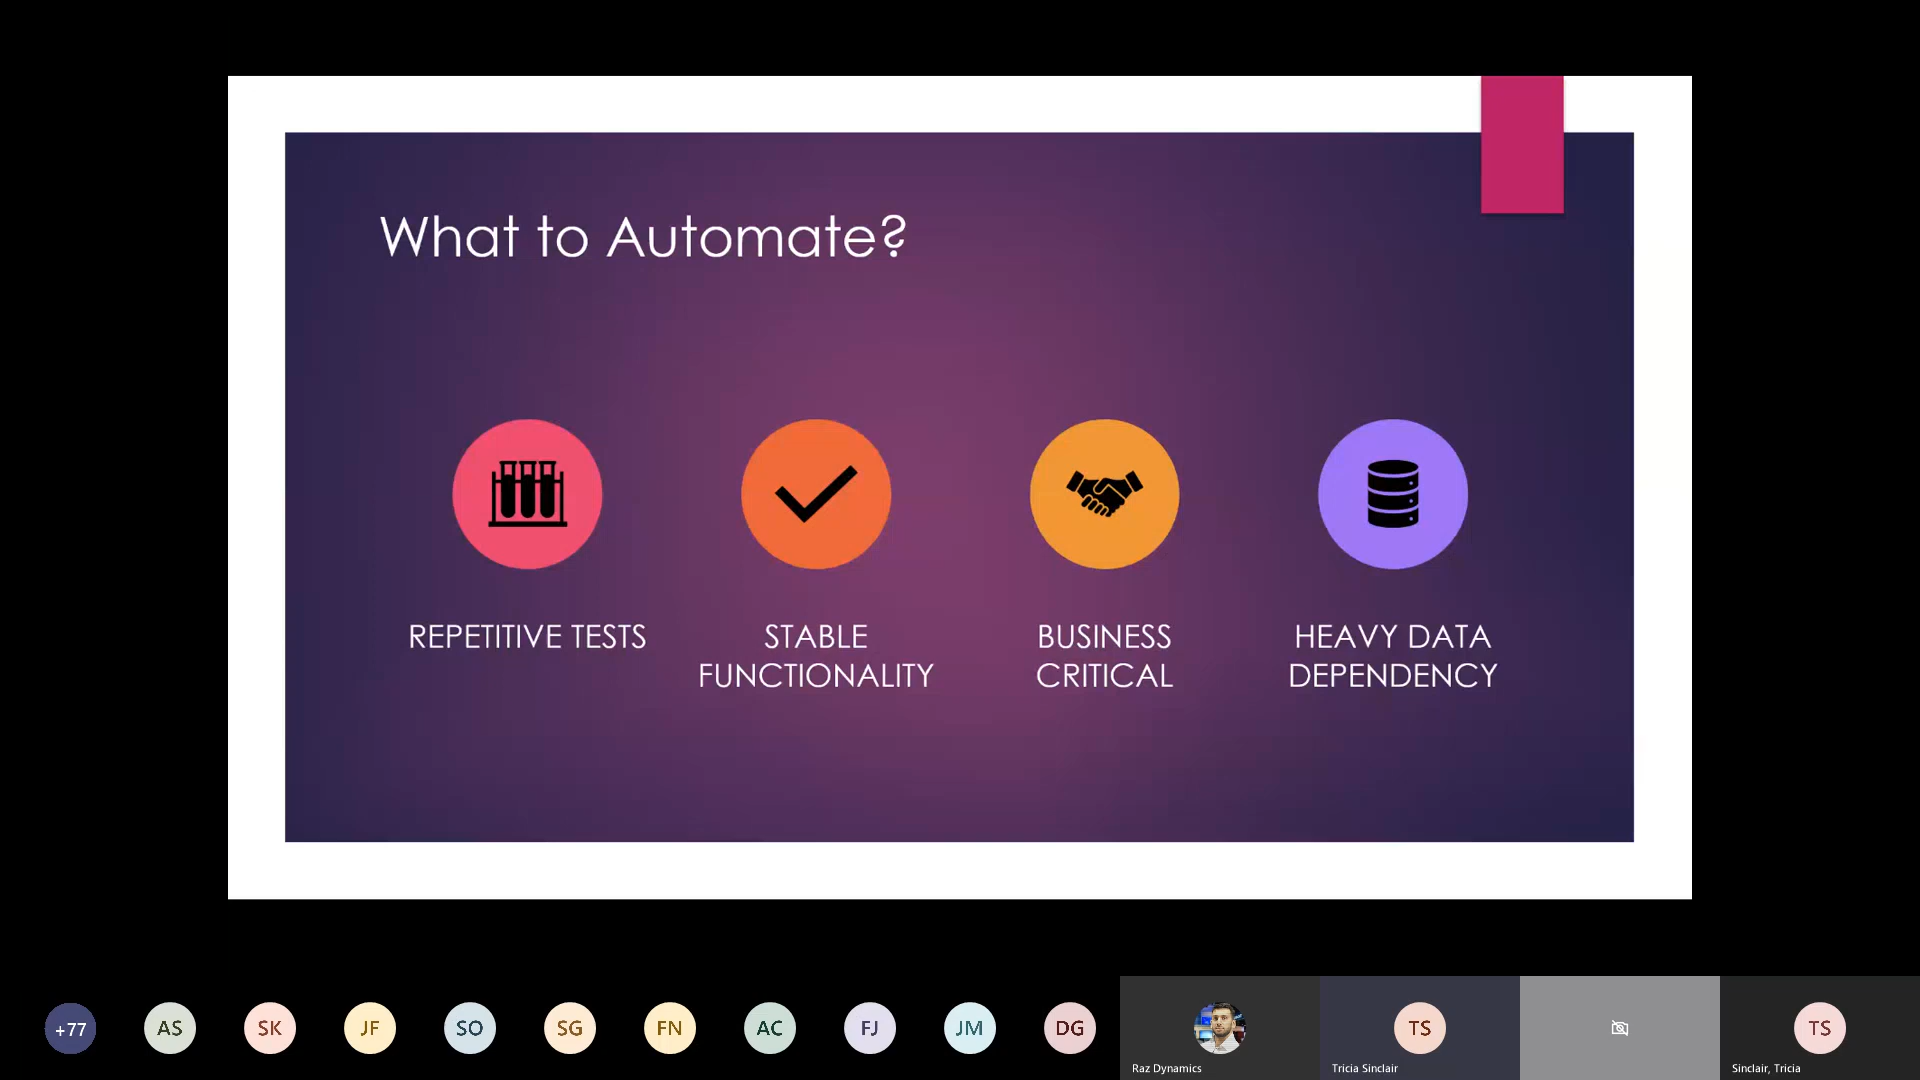 What to Automate?
REPETITIVE TESTS
STABLE
FUNCTIONALITY
BUSINESS
CRITICAL
HEAVY DATA
DEPENDENCY
+77
AS
SK
JF
SO
SG
FN
AC
FJ
JM
DG
Raz Dynamics
TS
Tricia Sinclair
TS
Sinclair, Tricia